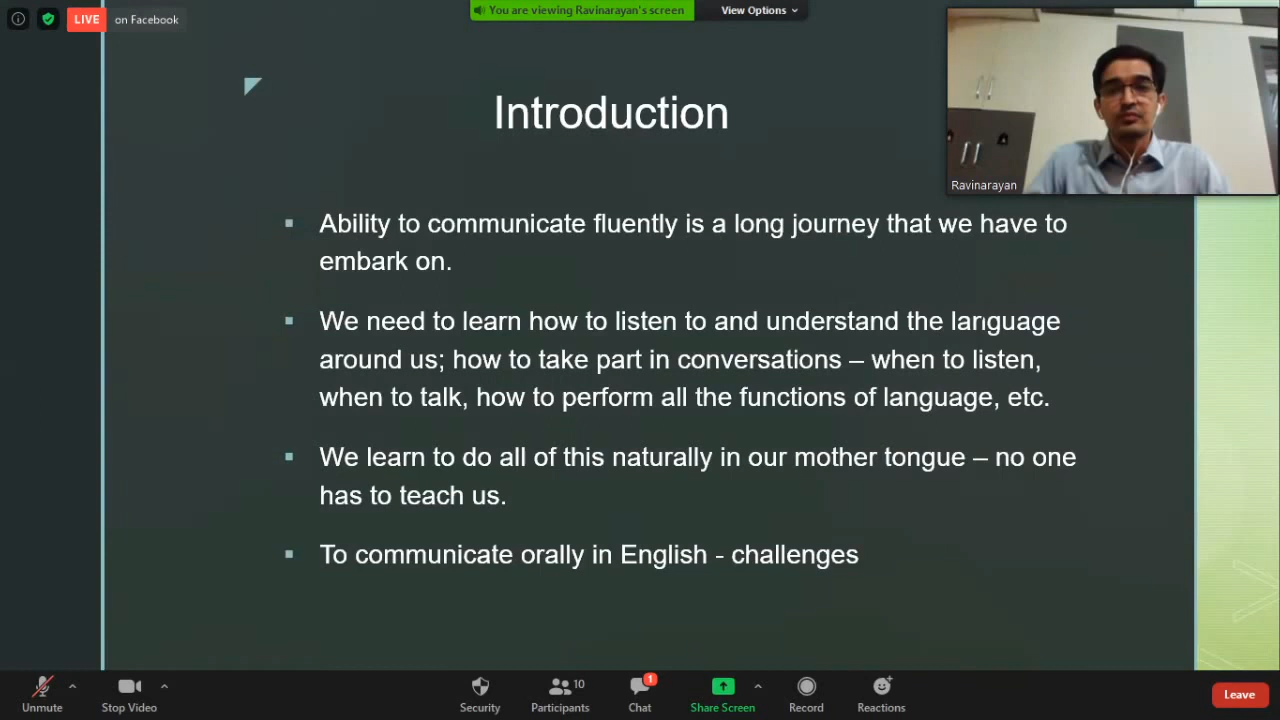 LIVE on Facebook
You are viewing Ravinarayan's screen
View Options
Ravinarayan
Introduction
Ability to communicate fluently is a long journey that we have to
embark on.
We need to learn how to listen to and understand the language
around us; how to take part in conversations – when to listen,
when to talk, how to perform all the functions of language, etc.
We learn to do all of this naturally in our mother tongue – no one
has to teach us.
To communicate orally in English - challenges
10
1
Unmute
Stop Video
Security
Participants
Chat
Share Screen
Record
Reactions
Leave